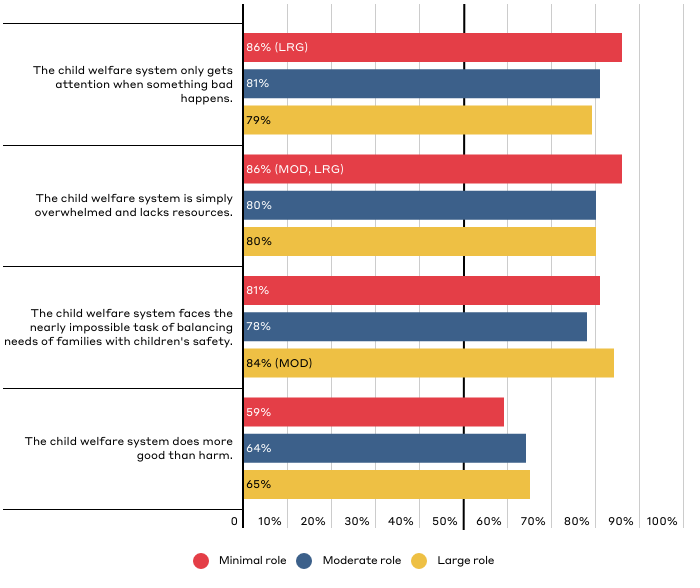 The child welfare system only gets
attention when something bad
happens.
86% (LRG)
81%
79%
The child welfare system is simply
overwhelmed and lacks resources.
86% (MOD, LRG)
80%
80%
The child welfare system faces the
nearly impossible task of balancing
needs of families with children's safety.
81%
78%
84% (MOD)
The child welfare system does more
good than harm.
59%
64%
65%
0 10% 20% 30% 40% 50% 60% 70% 80% 90% 100%
Minimal role Moderate role Large role